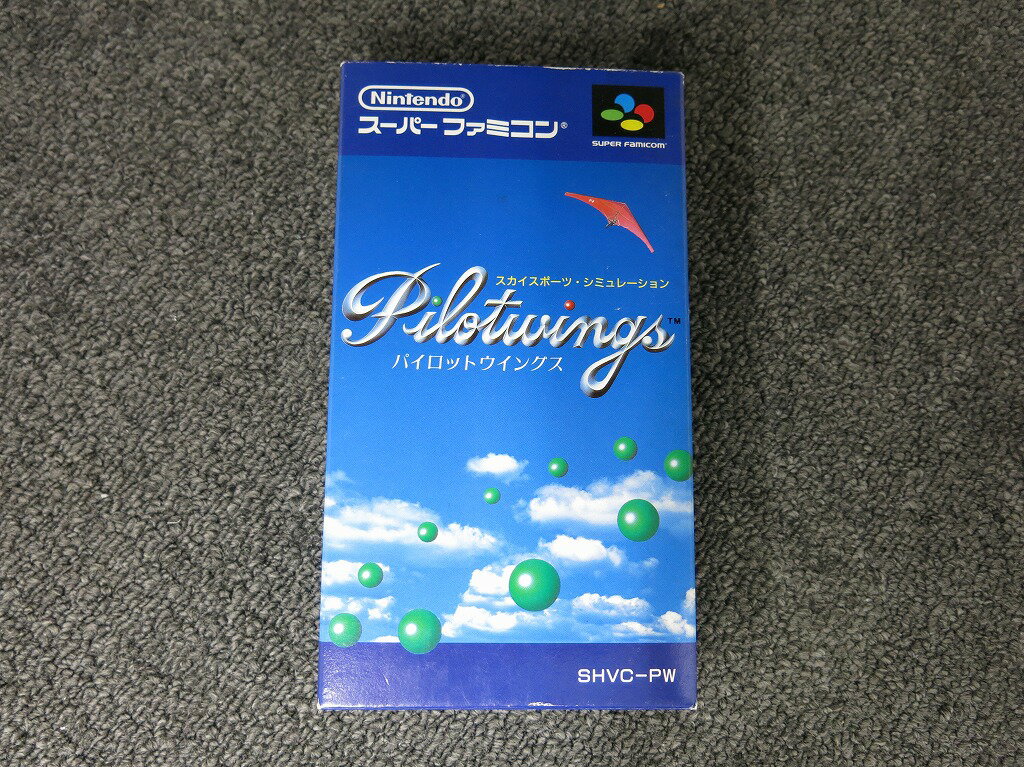 Nintendo®
スーパーファミコン®
SUPER FAMICOM™
スカイスポーツ・シミュレーション
Pilotwings™
パイロットウイングス
SHVC-PW